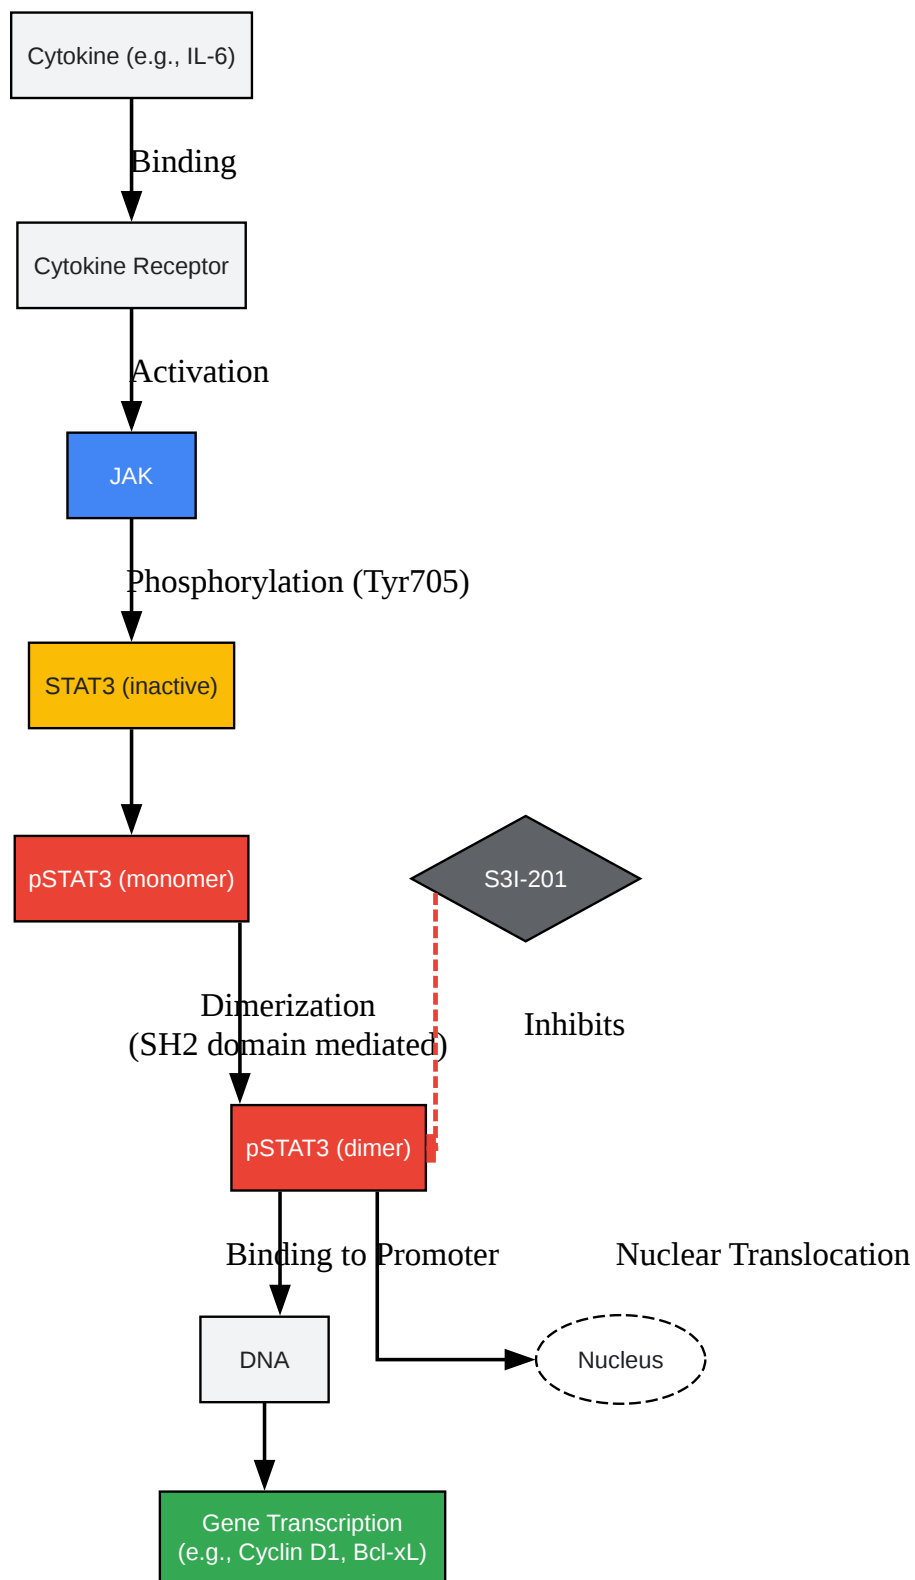 Cytokine (e.g., IL-6)
Binding
Cytokine Receptor
Activation
JAK
Phosphorylation (Tyr705)
STAT3 (inactive)
pSTAT3 (monomer)
S3I-201
Dimerization
(SH2 domain mediated)
Inhibits
pSTAT3 (dimer)
Binding to Promoter
Nuclear Translocation
DNA
Nucleus
Gene Transcription
(e.g., Cyclin D1, Bcl-xL)